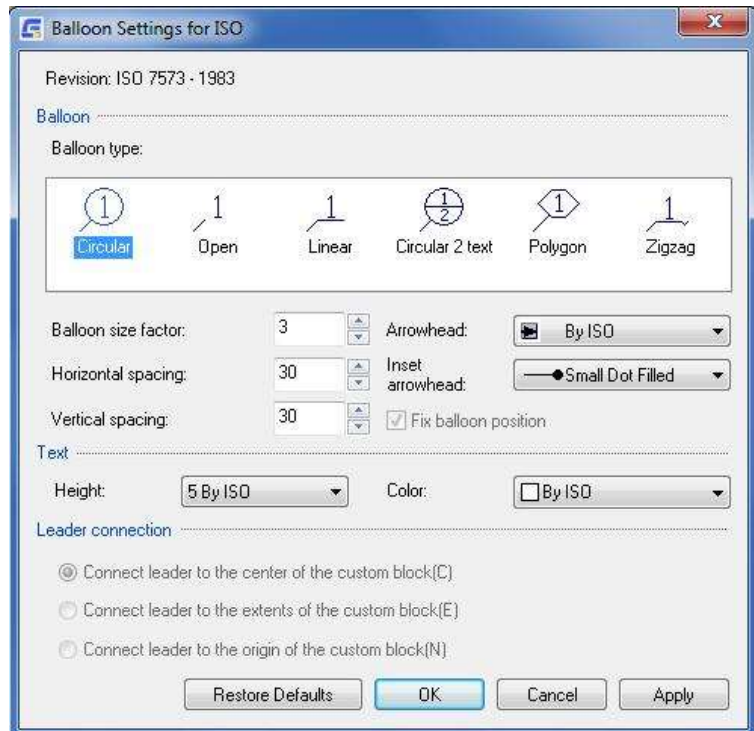 Balloon Settings for ISO
Revision: ISO 7573 - 1983
Balloon
Balloon type:
1 1 1 1/2 1 1
Circular Open Linear Circular 2 text Polygon Zigzag
Balloon size factor: 3 Arrowhead: By ISO
Horizontal spacing: 30 Inset arrowhead: Small Dot Filled
Vertical spacing: 30 Fix balloon position
Text
Height: 5 By ISO Color: By ISO
Leader connection
Connect leader to the center of the custom block(C)
Connect leader to the extents of the custom block(E)
Connect leader to the origin of the custom block(N)
Restore Defaults OK Cancel Apply